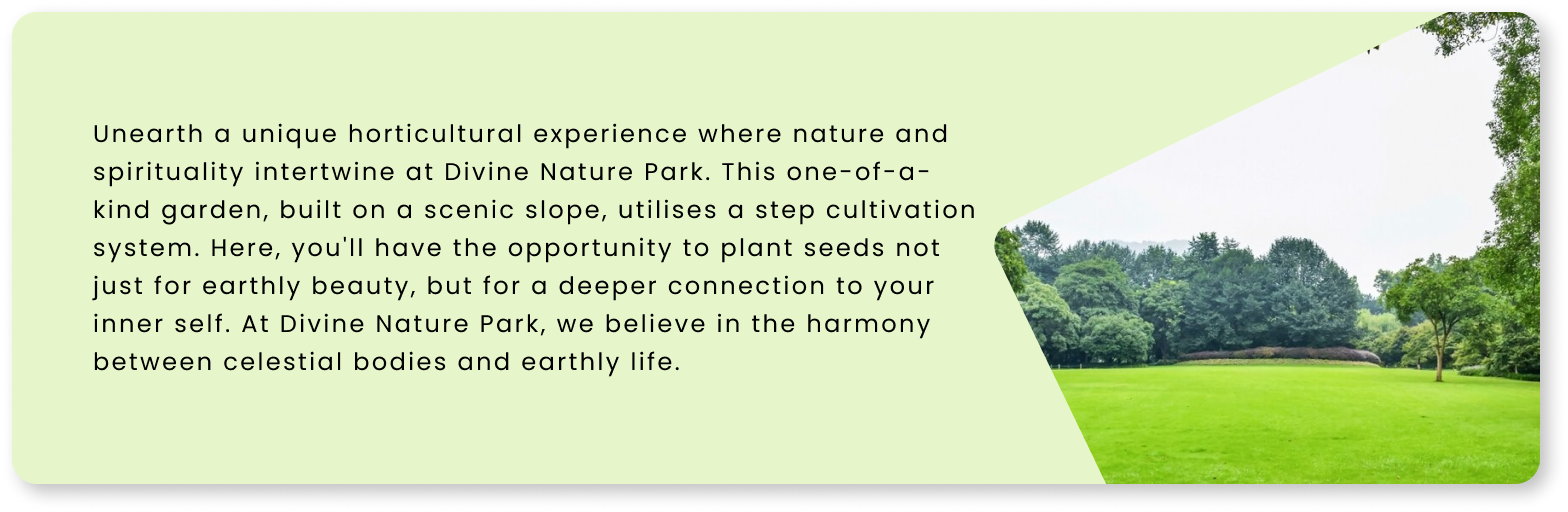 Unearth a unique horticultural experience where nature and
spirituality intertwine at Divine Nature Park. This one-of-a-
kind garden, built on a scenic slope, utilises a step cultivation
system. Here, you'll have the opportunity to plant seeds not
just for earthly beauty, but for a deeper connection to your
inner self. At Divine Nature Park, we believe in the harmony
between celestial bodies and earthly life.